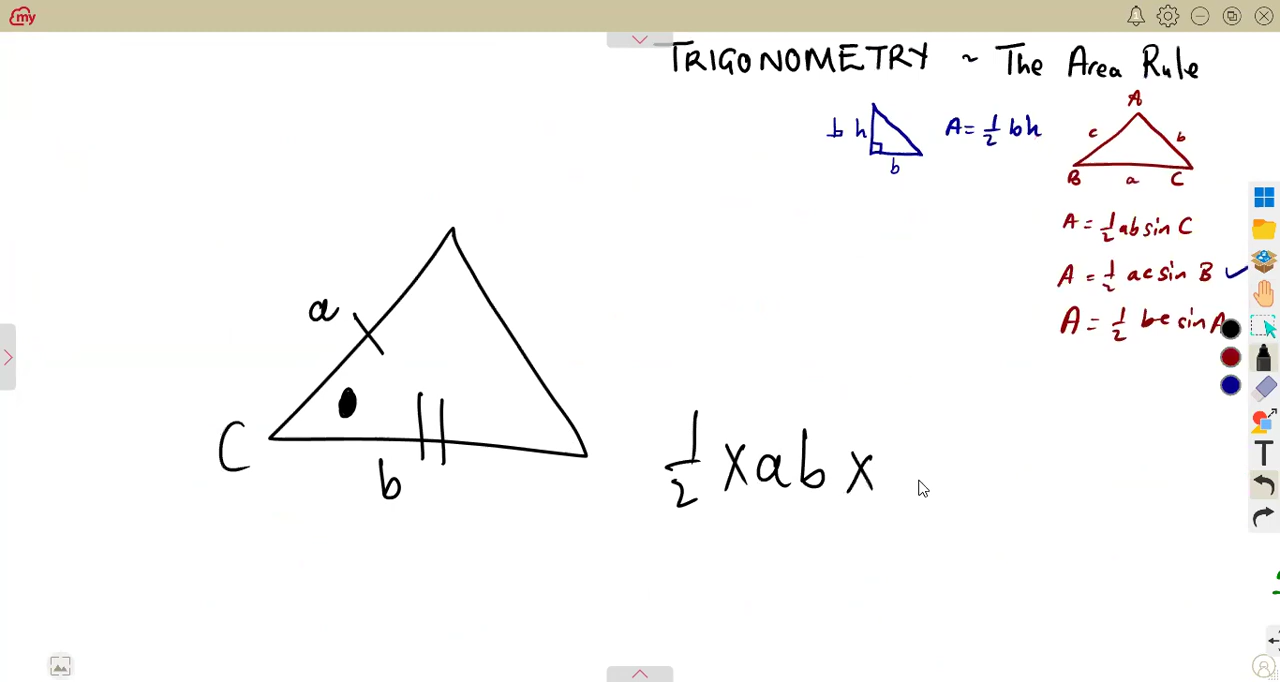 my
TRIGONOMETRY ~ The Area Rule
b h
b
A = 1/2 bh
A
c
b
B
a
C
A = 1/2 ab sin C
A = 1/2 ac sin B ✓
A = 1/2 bc sin A
a
C
b
1/2 x a b x
T